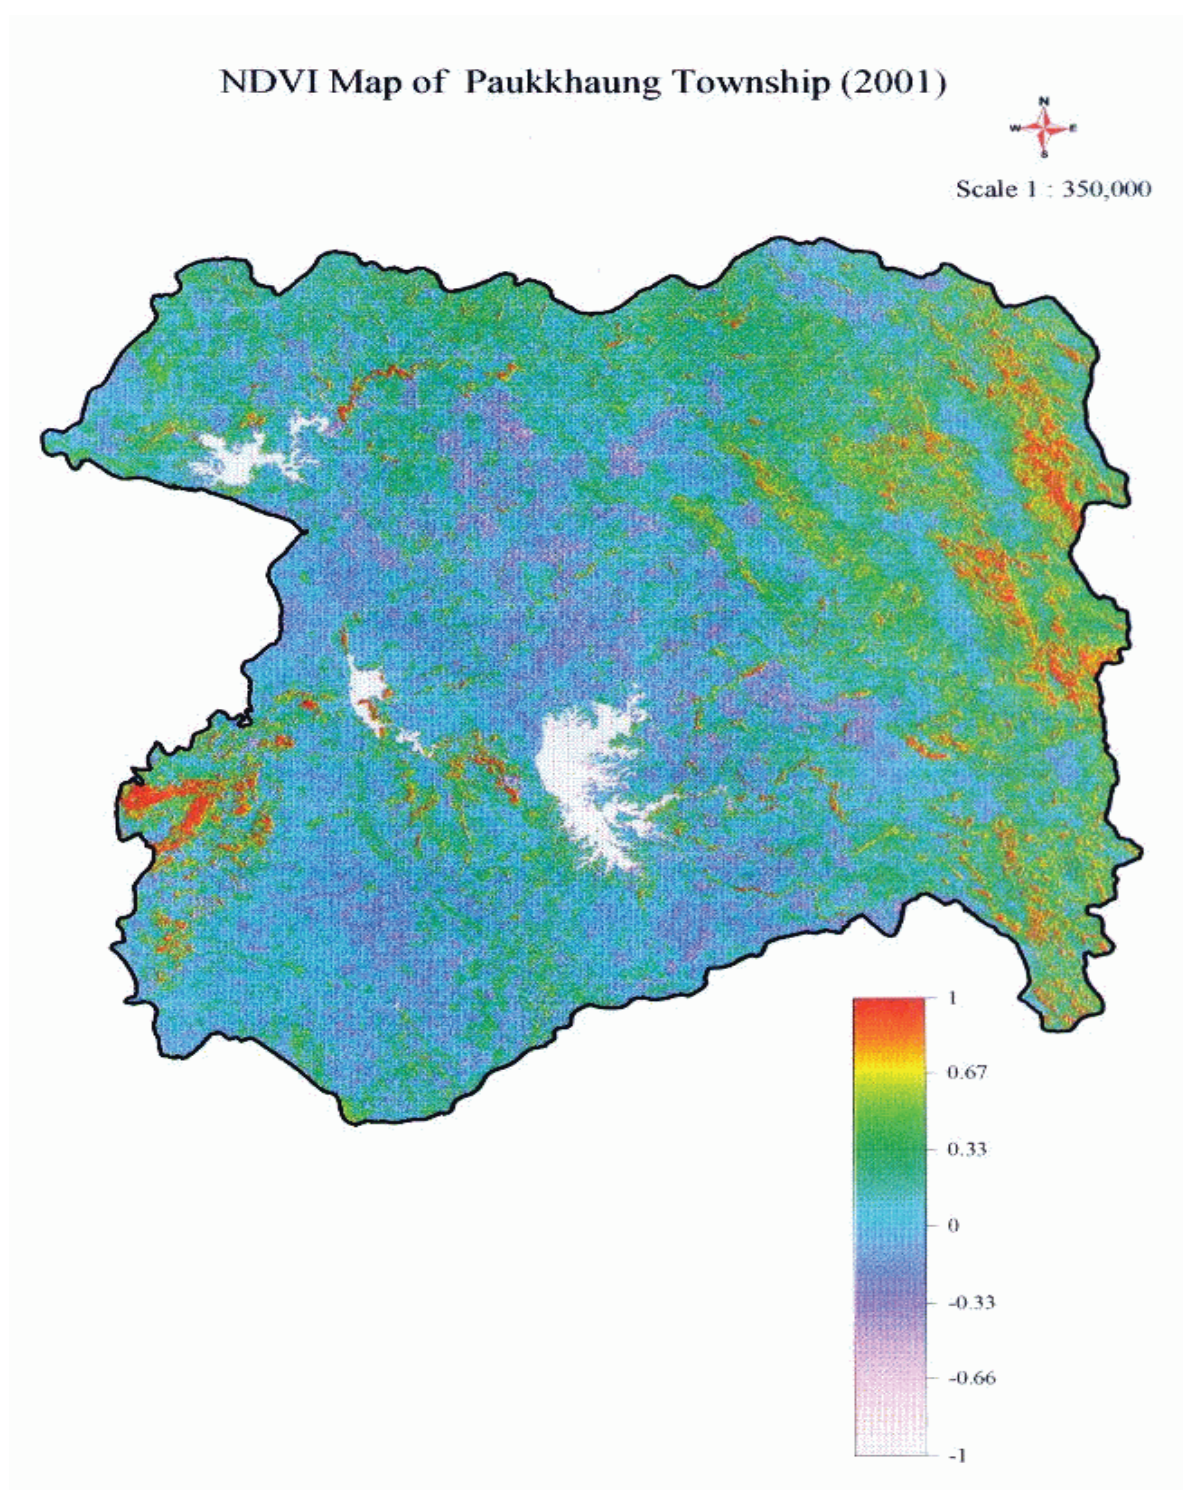 NDVI Map of Paukkhaung Township (2001)
N
W E
S
Scale 1 : 350,000
1
0.67
0.33
0
-0.33
-0.66
-1